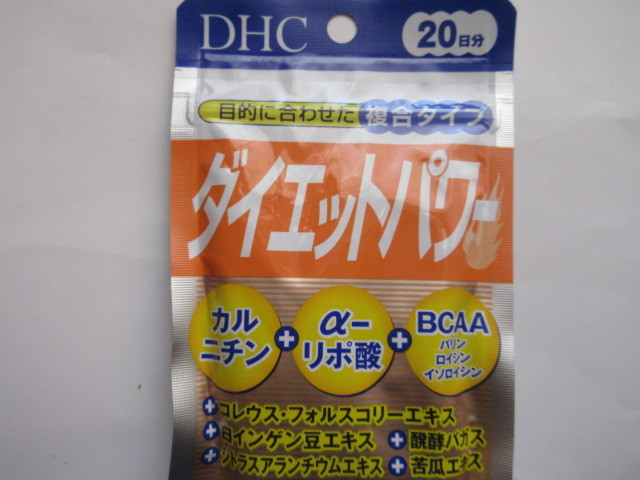 DHC 20日分
目的に合わせた 複合タイプ
ダイエットパワー
カルニチン + α-リポ酸 + BCAA
バリン
ロイシン
イソロイシン
+コレウス・フォルスコリーエキス
+白インゲン豆エキス +醗酵バガス
+シトラスアランチウムエキス +苦瓜エキス